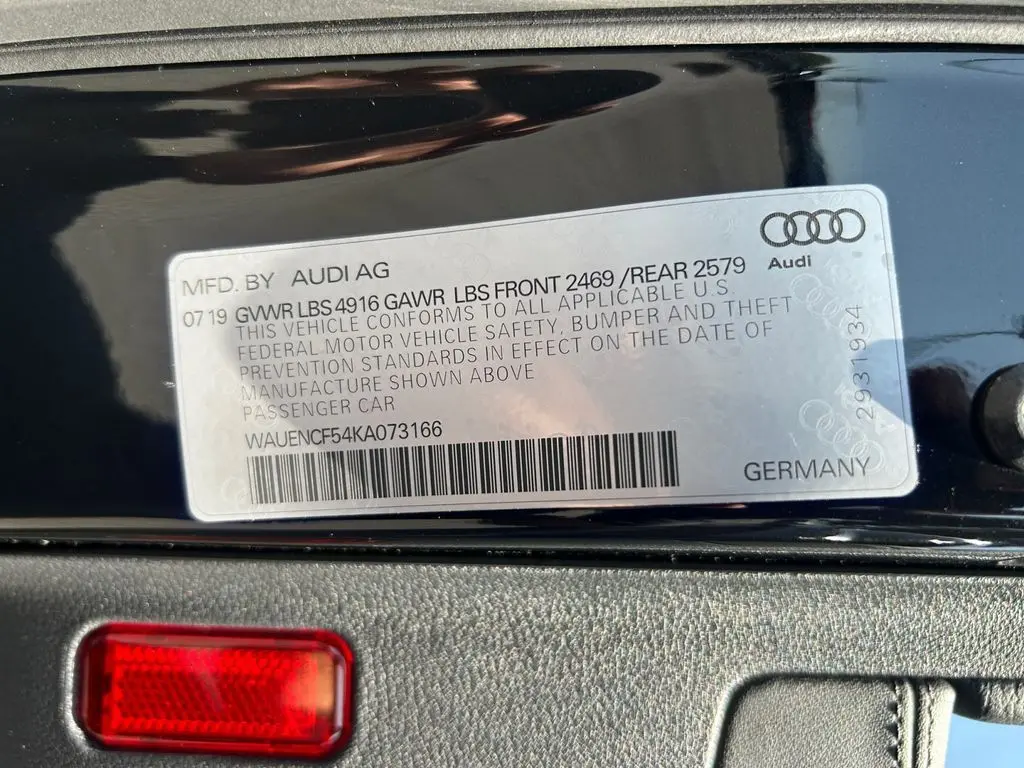 MFD. BY AUDI AG
Audi
07 19 GVWR LBS 4916 GAWR LBS FRONT 2469 /REAR 2579
THIS VEHICLE CONFORMS TO ALL APPLICABLE U.S.
FEDERAL MOTOR VEHICLE SAFETY, BUMPER AND THEFT
PREVENTION STANDARDS IN EFFECT ON THE DATE OF
MANUFACTURE SHOWN ABOVE
PASSENGER CAR
WAUENCF54KA073166
2931934
GERMANY